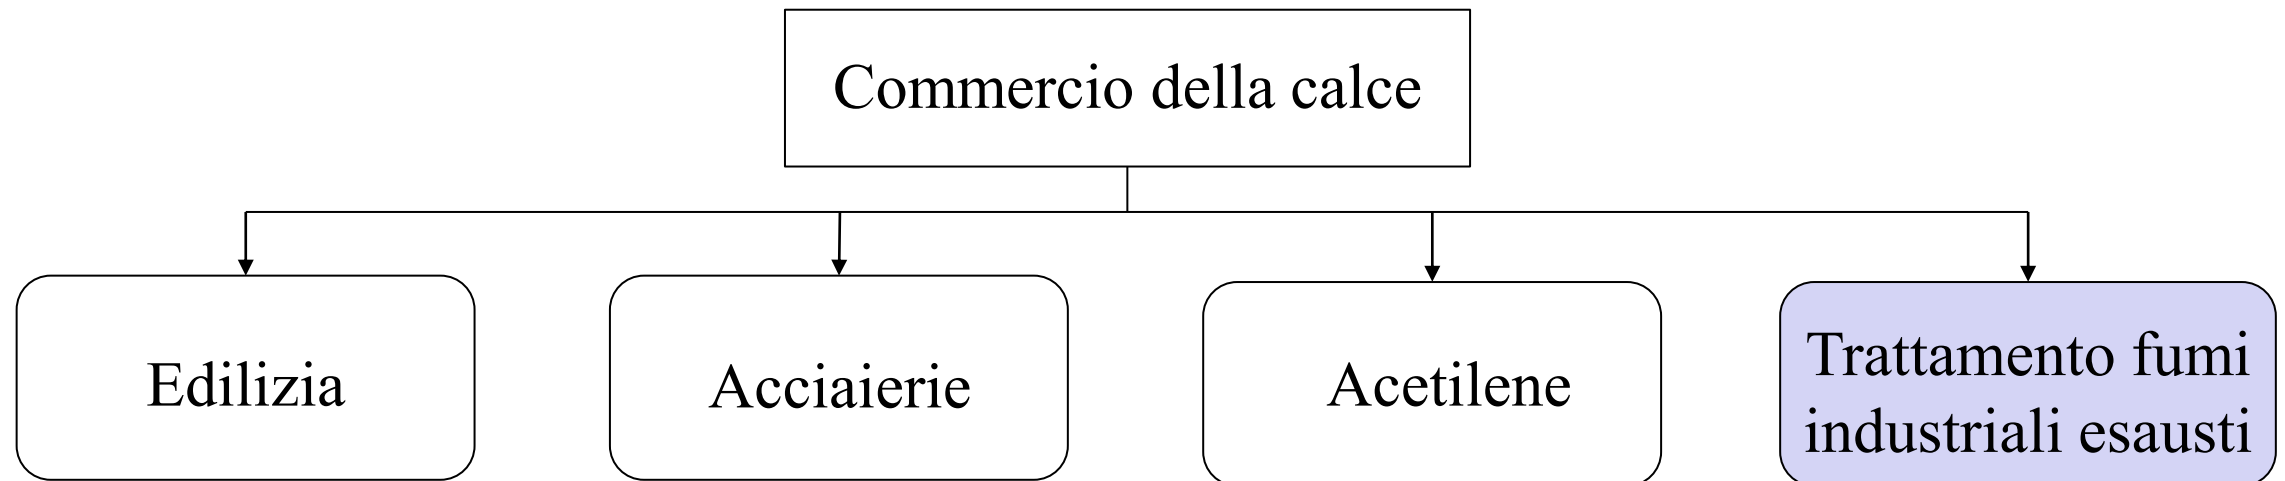 Commercio della calce
Edilizia
Acciaierie
Acetilene
Trattamento fumi
industriali esausti